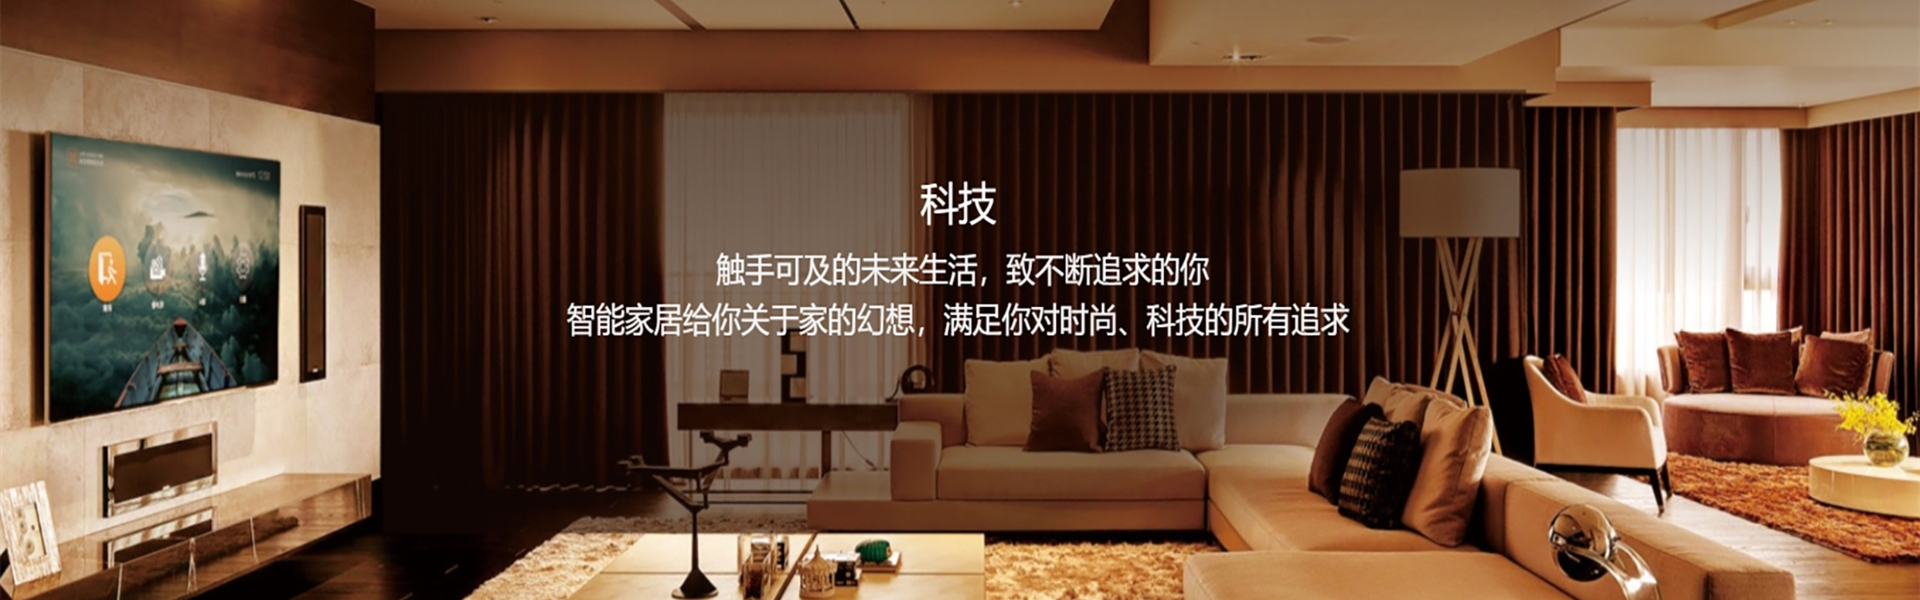 科技
触手可及的未来生活，致不断追求的你
智能家居给你关于家的幻想，满足你对时尚、科技的所有追求